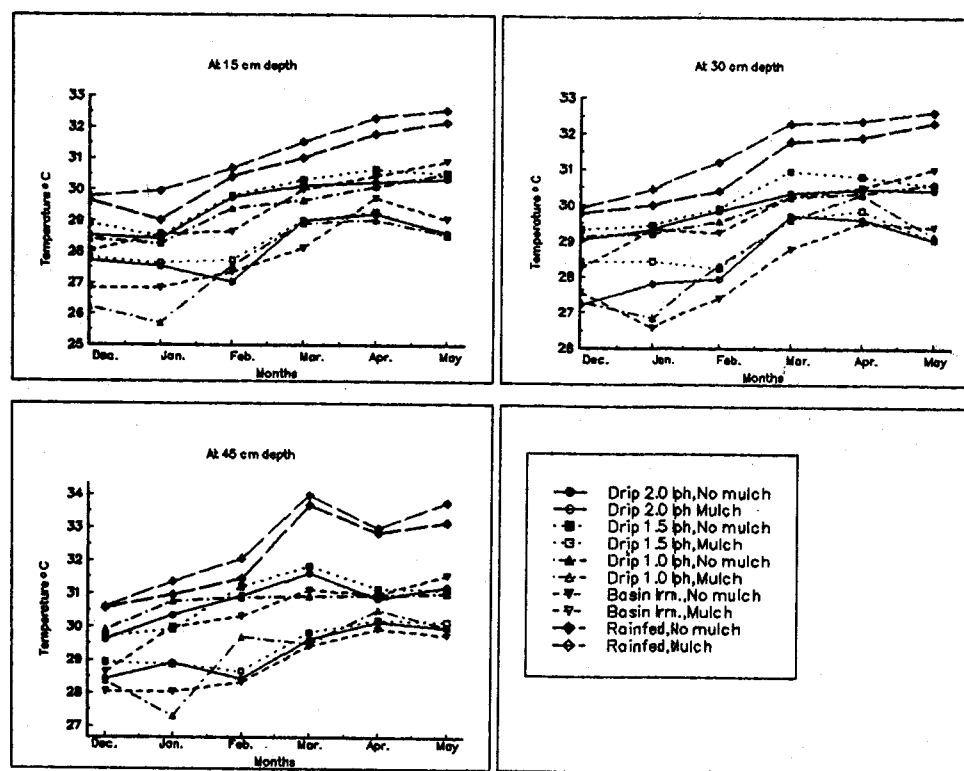 At 15 cm depth
33
32
31
30
29
28
27
26
25
Temperature °C
Dec. Jan. Feb. Mar. Apr. May
Months
At 30 cm depth
33
32
31
30
29
28
27
26
Temperature °C
Dec. Jan. Feb. Mar. Apr. May
Months
At 45 cm depth
34
33
32
31
30
29
28
27
Temperature °C
Dec. Jan. Feb. Mar. Apr. May
Months
Drip 2.0 lph,No mulch
Drip 2.0 lph Mulch
Drip 1.5 lph,No mulch
Drip 1.5 lph,Mulch
Drip 1.0 lph,No mulch
Drip 1.0 lph,Mulch
Basin Irrn.,No mulch
Basin Irrn.,Mulch
Rainfed,No mulch
Rainfed,Mulch